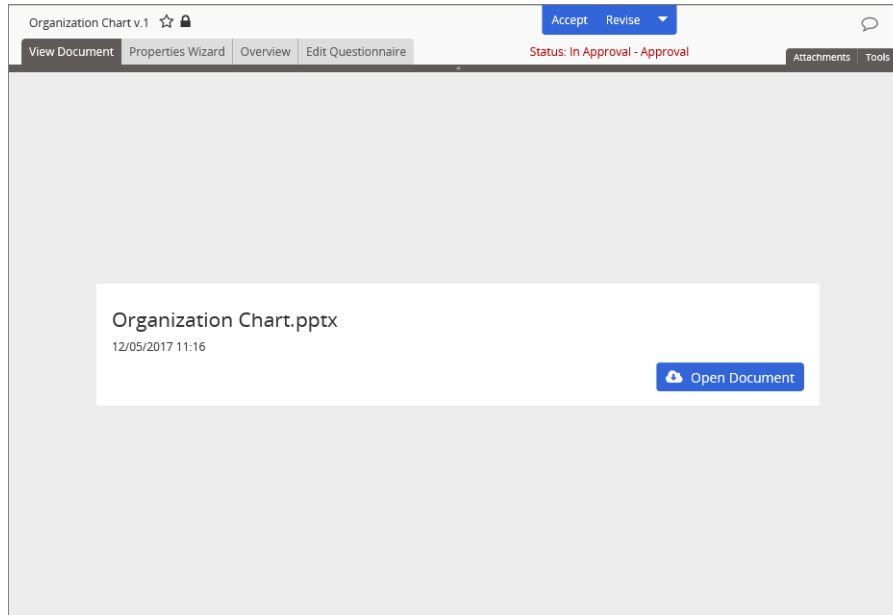 Organization Chart v.1
Accept Revise
View Document Properties Wizard Overview Edit Questionnaire
Status: In Approval - Approval
Attachments Tools
Organization Chart.pptx
12/05/2017 11:16
Open Document